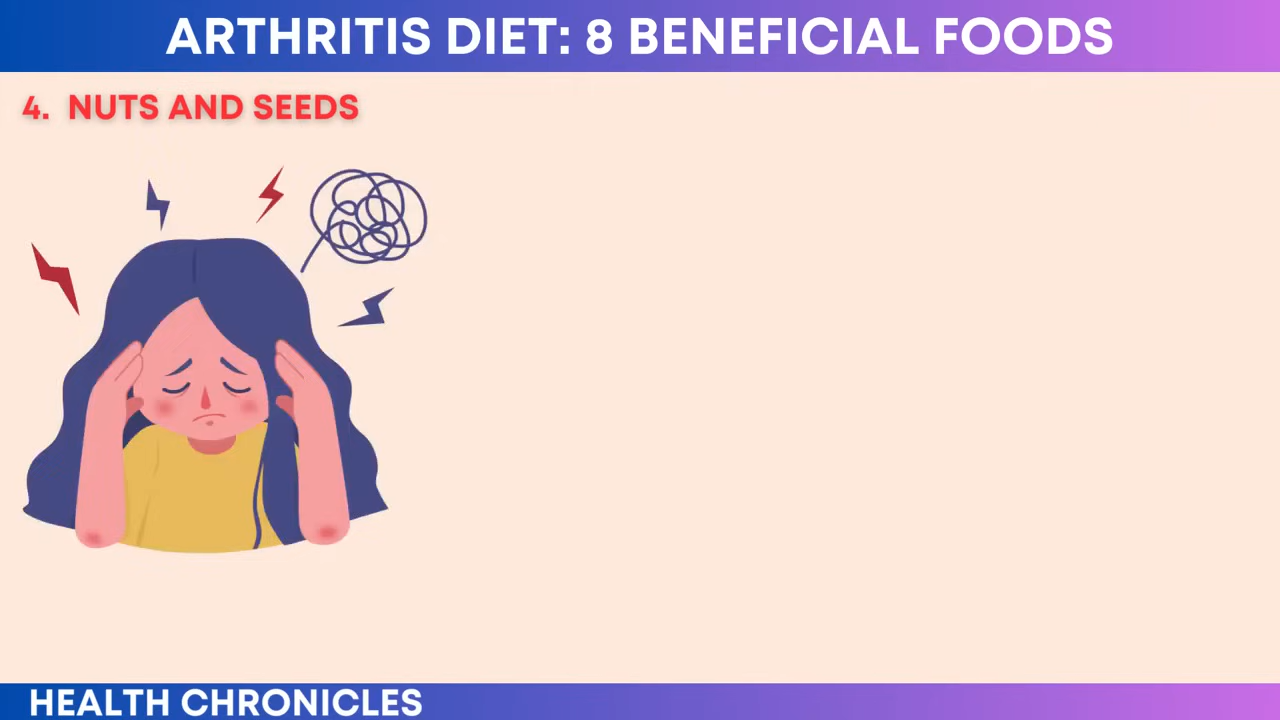 ARTHRITIS DIET: 8 BENEFICIAL FOODS
4. NUTS AND SEEDS
HEALTH CHRONICLES